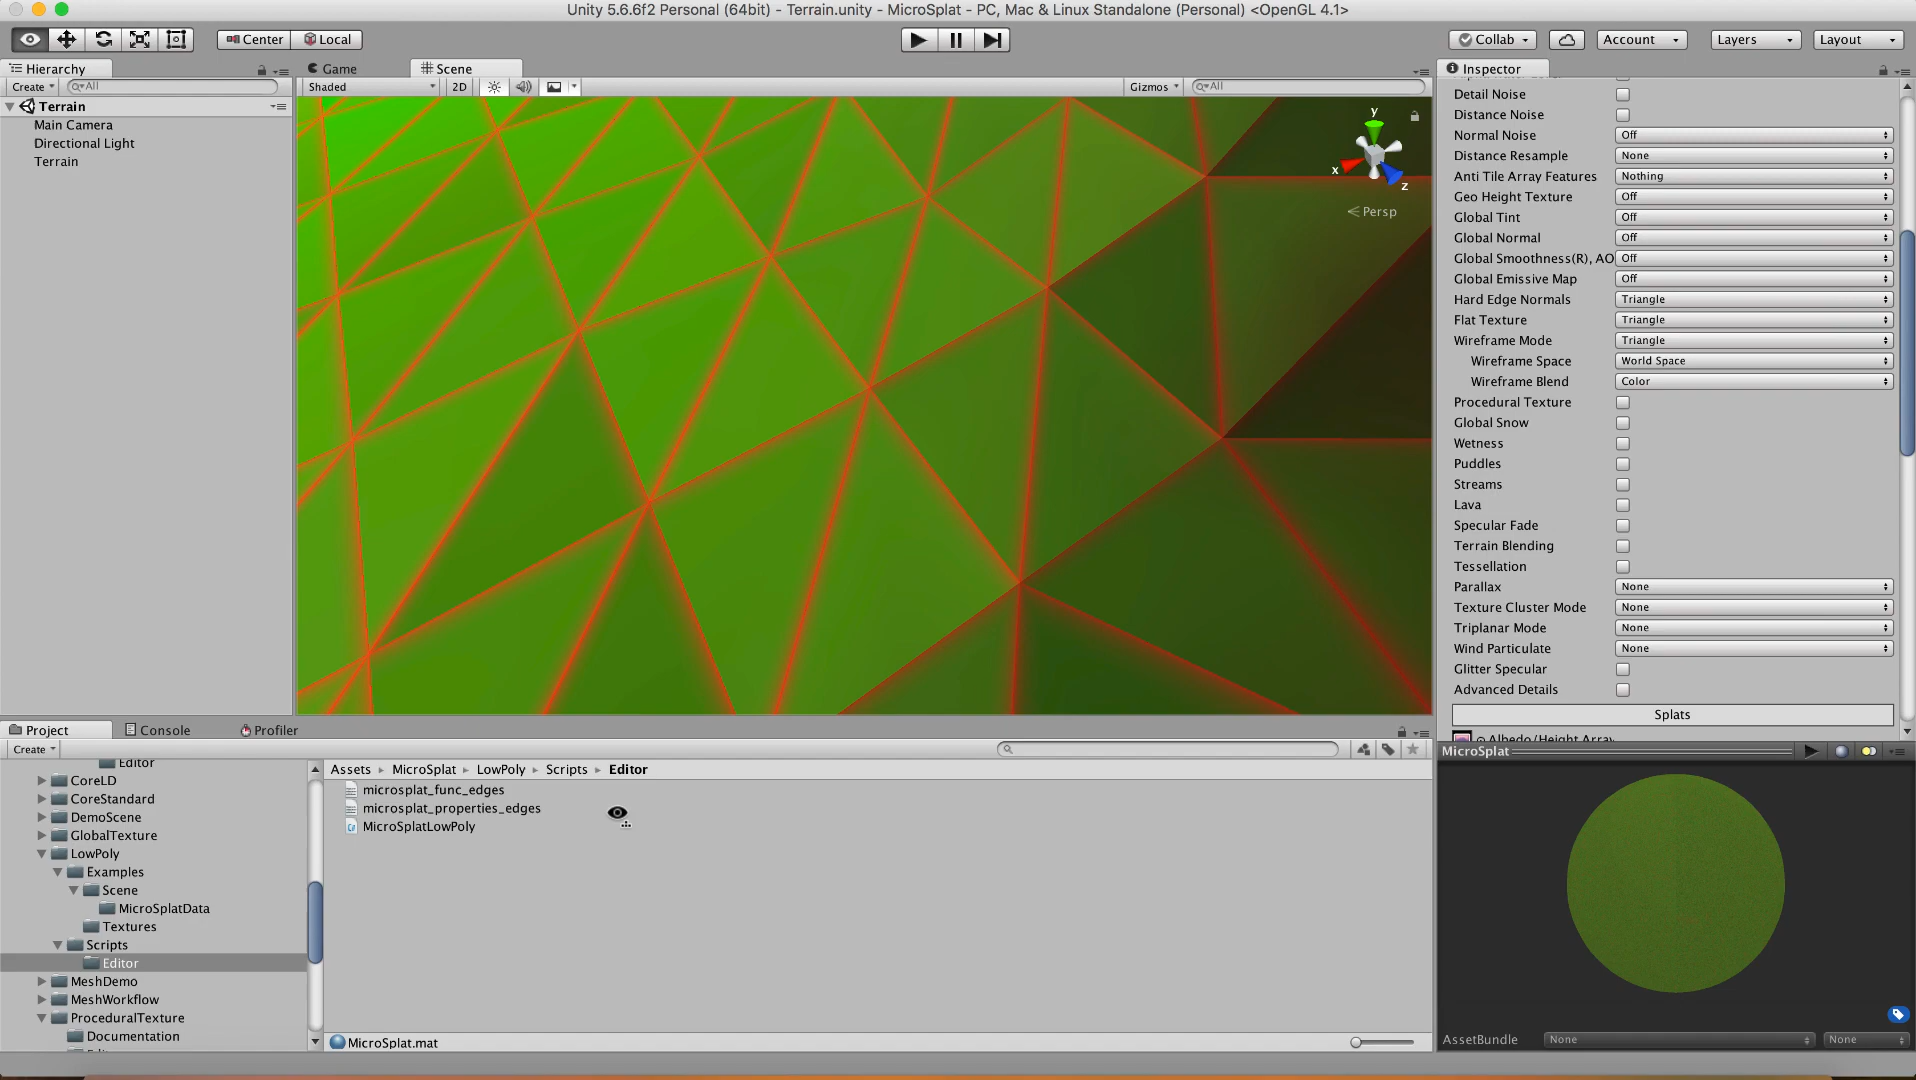 Unity 5.6.6f2 Personal (64bit) - Terrain.unity - MicroSplat - PC, Mac & Linux Standalone (Personal) <OpenGL 4.1>
Center Local Collab Account Layers Layout
Hierarchy
Create All
Terrain
Main Camera
Directional Light
Terrain
Game Scene
Shaded 2D Gizmos All
y
x
z
Persp
Inspector
Detail Noise
Distance Noise
Normal Noise Off
Distance Resample None
Anti Tile Array Features Nothing
Geo Height Texture Off
Global Tint Off
Global Normal Off
Global Smoothness(R), AO Off
Global Emissive Map Off
Hard Edge Normals Triangle
Flat Texture Triangle
Wireframe Mode Triangle
Wireframe Space World Space
Wireframe Blend Color
Procedural Texture
Global Snow
Wetness
Puddles
Streams
Lava
Specular Fade
Terrain Blending
Tessellation
Parallax None
Texture Cluster Mode None
Triplanar Mode None
Wind Particulate None
Glitter Specular
Advanced Details
Splats
Albedo/Height Array
Project Console Profiler
Create
Editor
CoreLD
CoreStandard
DemoScene
GlobalTexture
LowPoly
Examples
Scene
MicroSplatData
Textures
Scripts
Editor
MeshDemo
MeshWorkflow
ProceduralTexture
Documentation
Assets MicroSplat LowPoly Scripts Editor
microsplat_func_edges
microsplat_properties_edges
MicroSplatLowPoly
MicroSplat.mat
MicroSplat
AssetBundle None None